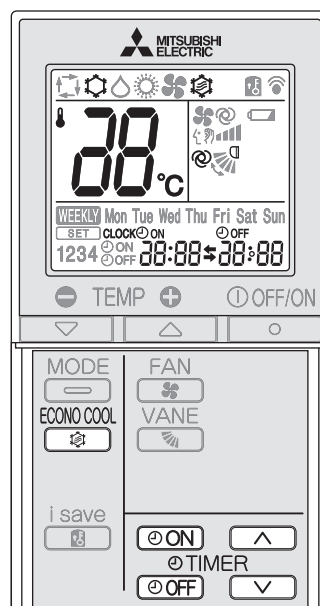 MITSUBISHI
ELECTRIC
88
°C
WEEKLY Mon Tue Wed Thu Fri Sat Sun
SET CLOCK ON OFF
1234 ON OFF 88:88 88:88
TEMP OFF/ON
MODE FAN
ECONO COOL VANE
i save
ON
TIMER
OFF